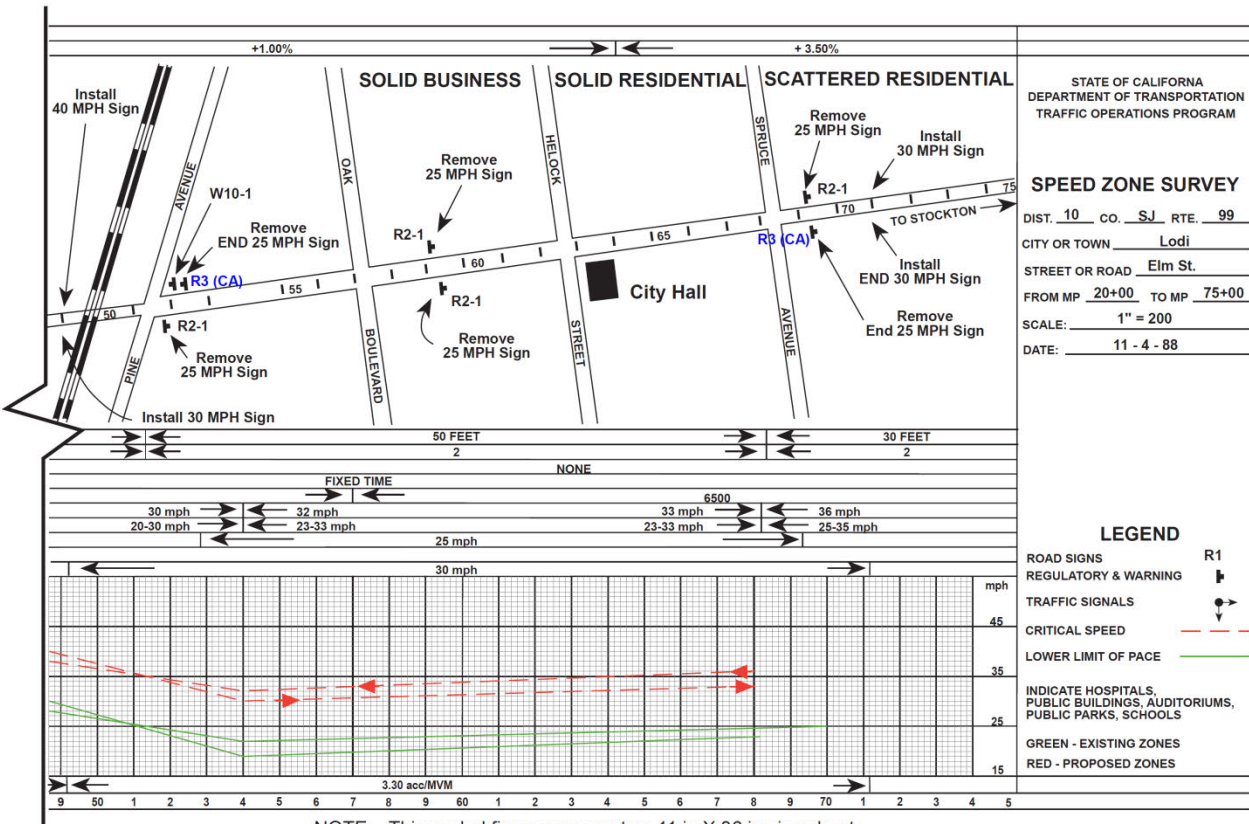 +1.00%
+ 3.50%
SOLID BUSINESS
SOLID RESIDENTIAL
SCATTERED RESIDENTIAL
Install
40 MPH Sign
AVENUE
PINE
W10-1
Remove
END 25 MPH Sign
R3 (CA)
R2-1
Remove
25 MPH Sign
Install 30 MPH Sign
50
55
60
65
70
75
OAK
BOULEVARD
Remove
25 MPH Sign
R2-1
R2-1
Remove
25 MPH Sign
HELOCK
STREET
City Hall
SPRUCE
AVENUE
Remove
25 MPH Sign
R2-1
Install
30 MPH Sign
TO STOCKTON
R3 (CA)
Install
END 30 MPH Sign
Remove
End 25 MPH Sign
STATE OF CALIFORNA
DEPARTMENT OF TRANSPORTATION
TRAFFIC OPERATIONS PROGRAM
SPEED ZONE SURVEY
DIST. 10 CO. SJ RTE. 99
CITY OR TOWN Lodi
STREET OR ROAD Elm St.
FROM MP 20+00 TO MP 75+00
SCALE: 1" = 200
DATE: 11 - 4 - 88
50 FEET
30 FEET
2
2
NONE
FIXED TIME
6500
30 mph
32 mph
33 mph
36 mph
20-30 mph
23-33 mph
23-33 mph
25-35 mph
25 mph
30 mph
mph
45
35
25
15
3.30 acc/MVM
9 50 1 2 3 4 5 6 7 8 9 60 1 2 3 4 5 6 7 8 9 70 1 2 3 4 5
LEGEND
ROAD SIGNS R1
REGULATORY & WARNING
TRAFFIC SIGNALS
CRITICAL SPEED
LOWER LIMIT OF PACE
INDICATE HOSPITALS,
PUBLIC BUILDINGS, AUDITORIUMS,
PUBLIC PARKS, SCHOOLS
GREEN - EXISTING ZONES
RED - PROPOSED ZONES